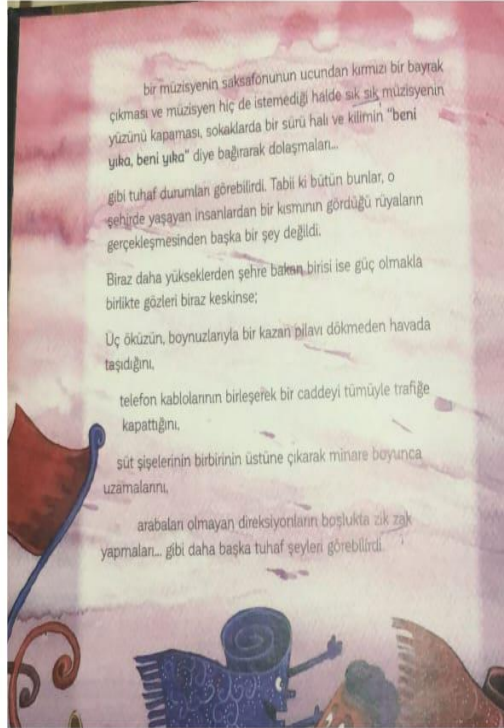 bir müzisyenin saksafonunun ucundan kırmızı bir bayrak
çıkması ve müzisyen hiç de istemediği halde sık sık müzisyenin
yüzünü kapaması, sokaklarda bir sürü halı ve kilimin "beni
yıka, beni yıka" diye bağırarak dolaşmaları...
gibi tuhaf durumları görebilirdi. Tabii ki bütün bunlar, o
şehirde yaşayan insanlardan bir kısmının gördüğü rüyaların
gerçekleşmesinden başka bir şey değildi.
Biraz daha yükseklerden şehre bakan birisi ise güç olmakla
birlikte gözleri biraz keskinse;
Üç öküzün, boynuzlarıyla bir kazan pilavı dökmeden havada
taşıdığını,
telefon kablolarının birleşerek bir caddeyi tümüyle trafiğe
kapattığını,
süt şişelerinin birbirinin üstüne çıkarak minare boyunca
uzamalarını,
arabaları olmayan direksiyonların boşlukta zik zak
yapmaları... gibi daha başka tuhaf şeyleri görebilirdi.